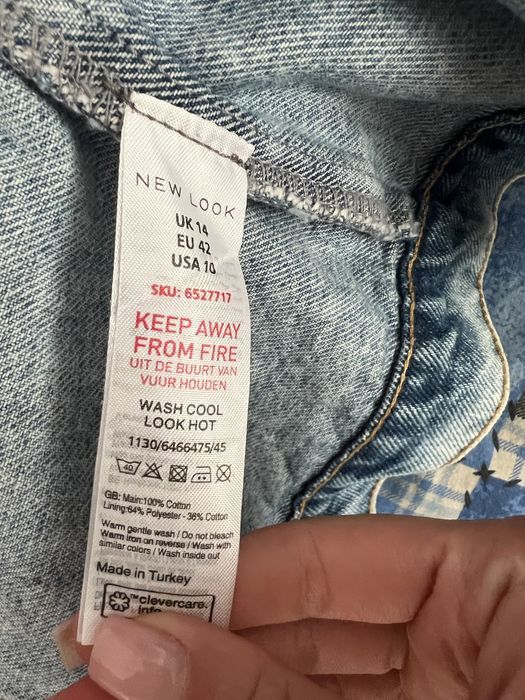 NEW LOOK
UK 14
EU 42
USA 10
SKU: 6527717
KEEP AWAY
FROM FIRE
UIT DE BUURT VAN
VUUR HOUDEN
WASH COOL
LOOK HOT
1130/6466475/45
40
GB: Main:100% Cotton
Lining:64% Polyester - 36% Cotton
Warm gentle wash / Do not bleach
Warm iron on reverse / Wash with
similar colors / Wash inside out
Made in Turkey
™clevercare.
info